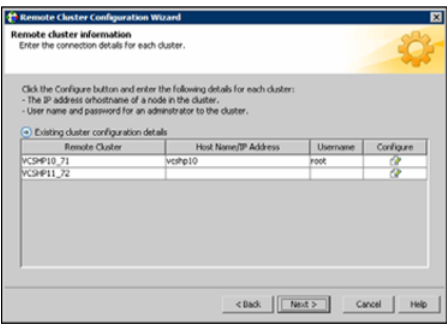 Remote Cluster Configuration Wizard
Remote cluster information
Enter the connection details for each cluster.
Click the Configure button and enter the following details for each cluster:
- The IP address orhostname of a node in the cluster.
- User name and password for an adminstrator to the cluster.
Existing cluster configuration details
Remote Cluster Host Name/IP Address Username Configure
VCSHP10_71 vcshp10 root
VCSHP11_72
< Back Next > Cancel Help